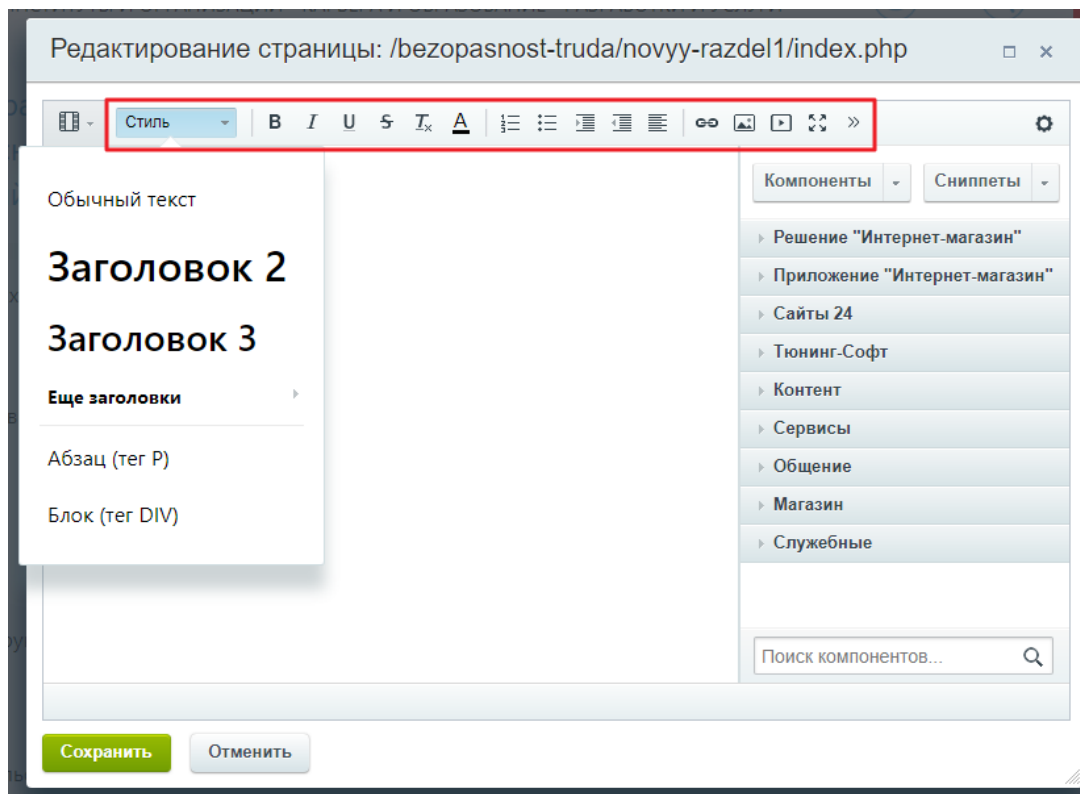 Редактирование страницы: /bezopasnost-truda/novyy-razdel1/index.php
Стиль
B I U S Tx A
Обычный текст
Заголовок 2
Заголовок 3
Еще заголовки
Абзац (тег P)
Блок (тег DIV)
Компоненты
Сниппеты
Решение "Интернет-магазин"
Приложение "Интернет-магазин"
Сайты 24
Тюнинг-Софт
Контент
Сервисы
Общение
Магазин
Служебные
Поиск компонентов...
Сохранить
Отменить